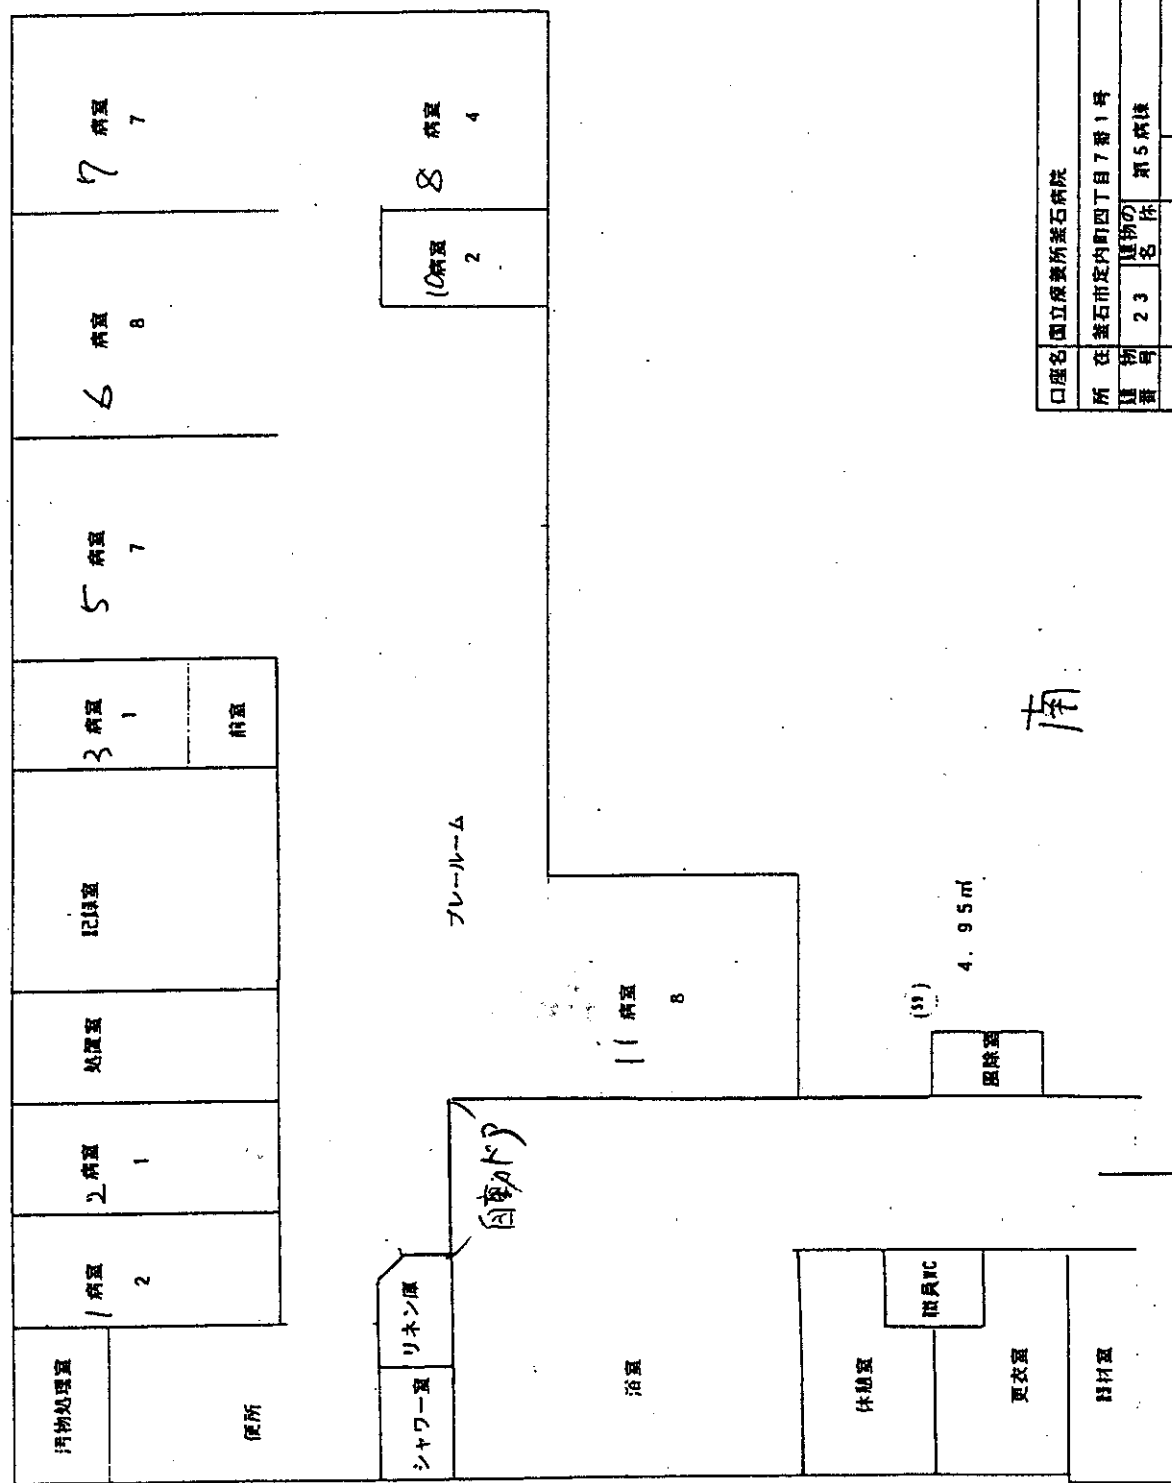 汚物処理室
便所
1 病室
2
2 病室
1
処置室
記録室
3 病室
1
前室
5 病室
7
6 病室
8
7 病室
7
8 病室
4
10 病室
2
プレールーム
シャワー室
リネン庫
自動ドア
11 病室
8
浴室
休憩室
職員WC
更衣室
器材室
風除室
4.95㎡
南
口座名 国立療養所釜石病院
所在 釜石市定内町四丁目7番1号
建物番号 23 建物の名称 第5病棟